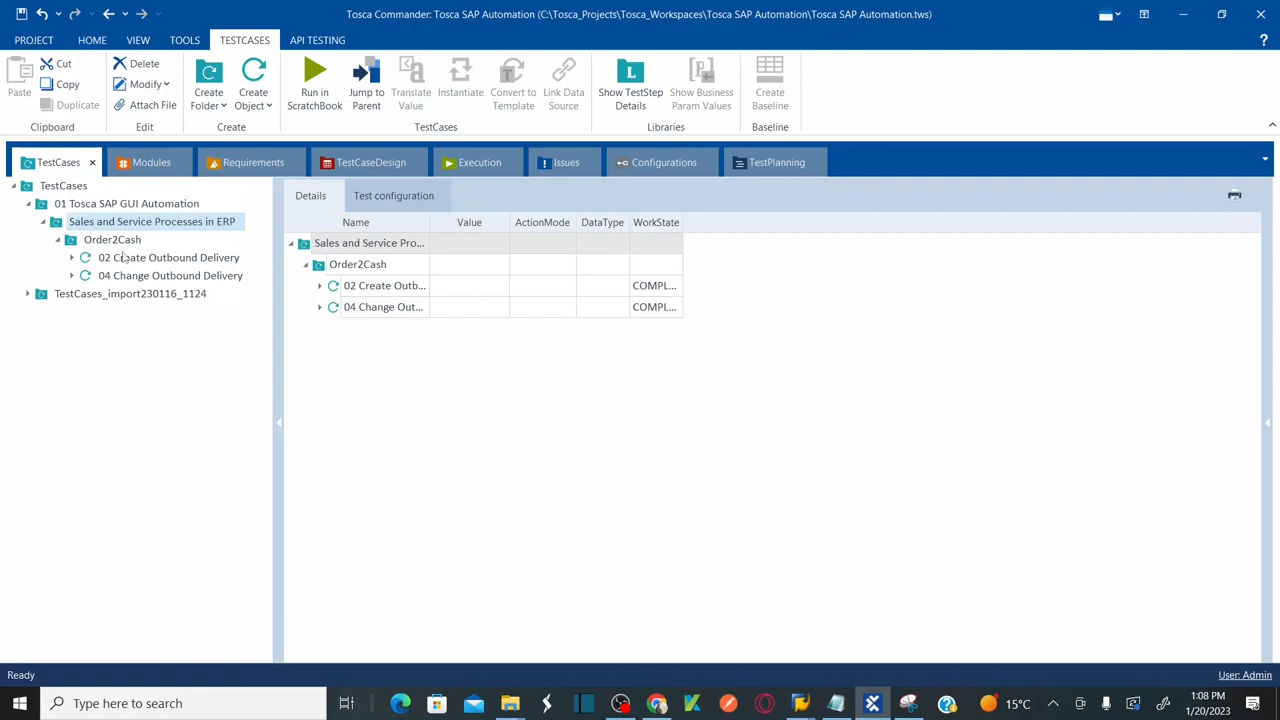 Tosca Commander: Tosca SAP Automation (C:\Tosca_Projects\Tosca_Workspaces\Tosca SAP Automation\Tosca SAP Automation.tws)
PROJECT HOME VIEW TOOLS TESTCASES API TESTING
Paste
Cut
Copy
Duplicate
Clipboard
Delete
Modify
Attach File
Edit
Create Folder
Create Object
Create
Run in ScratchBook
Jump to Parent
Translate Value
Instantiate
Convert to Template
Link Data Source
TestCases
Show TestStep Details
Show Business Param Values
Libraries
Create Baseline
Baseline
TestCases Modules Requirements TestCaseDesign Execution Issues Configurations TestPlanning
TestCases
01 Tosca SAP GUI Automation
Sales and Service Processes in ERP
Order2Cash
02 Create Outbound Delivery
04 Change Outbound Delivery
TestCases_import230116_1124
Details Test configuration
Name Value ActionMode DataType WorkState
Sales and Service Pro...
Order2Cash
02 Create Outb... COMPL...
04 Change Out... COMPL...
Ready
User: Admin
Type here to search
15°C
1:08 PM
1/20/2023